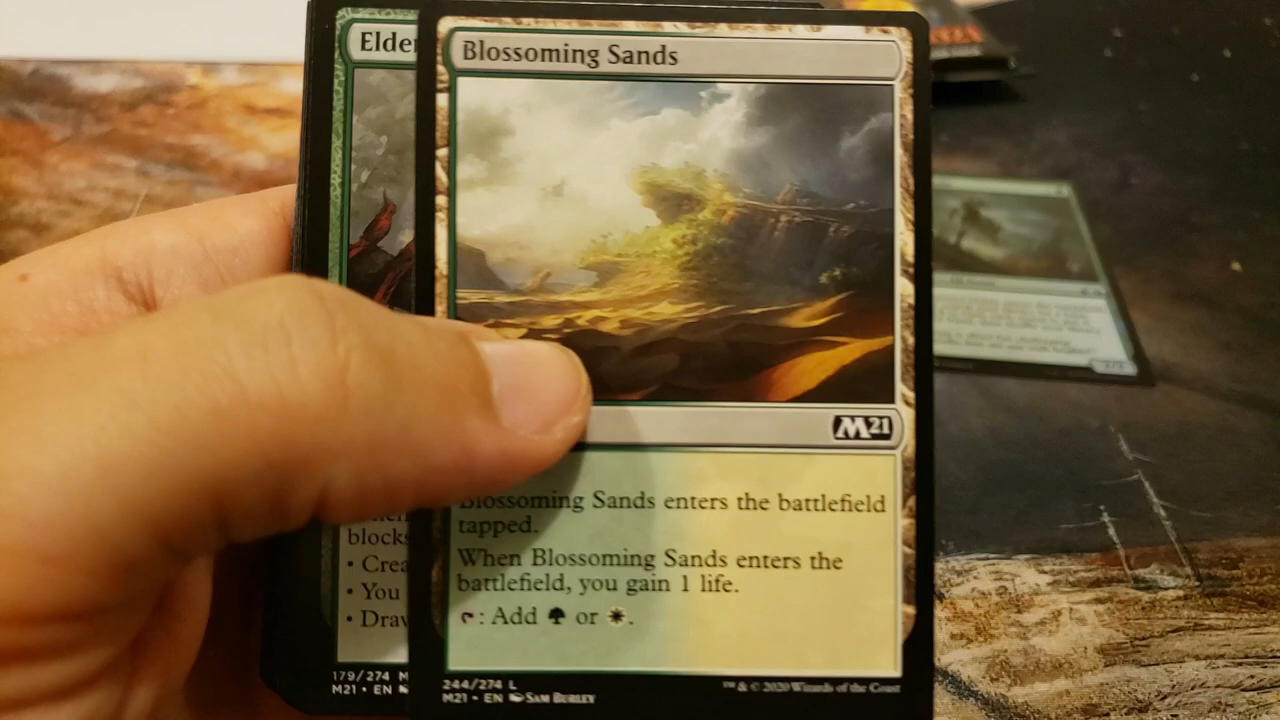 Elde
Blossoming Sands
M21
Blossoming Sands enters the battlefield
tapped.
When Blossoming Sands enters the
battlefield, you gain 1 life.
: Add or .
blocks
• Crea
• You
• Draw
179/274 M
M21 • EN
244/274 L
M21 • EN SAM BURLEY
™ & © 2020 Wizards of the Coast